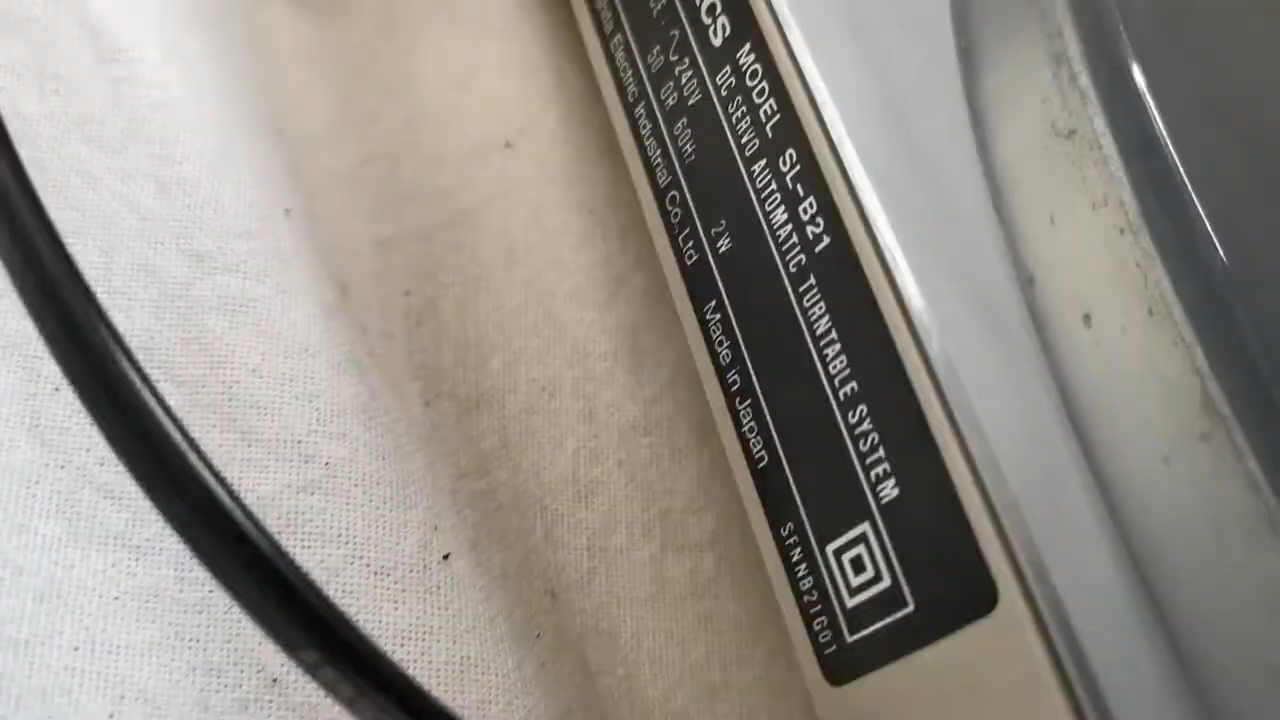 MODEL SL-B21
DC SERVO AUTOMATIC TURNTABLE SYSTEM
∿240V
50 OR 60Hz 2W
Electric Industrial Co., Ltd Made in Japan
SFNNB21G01